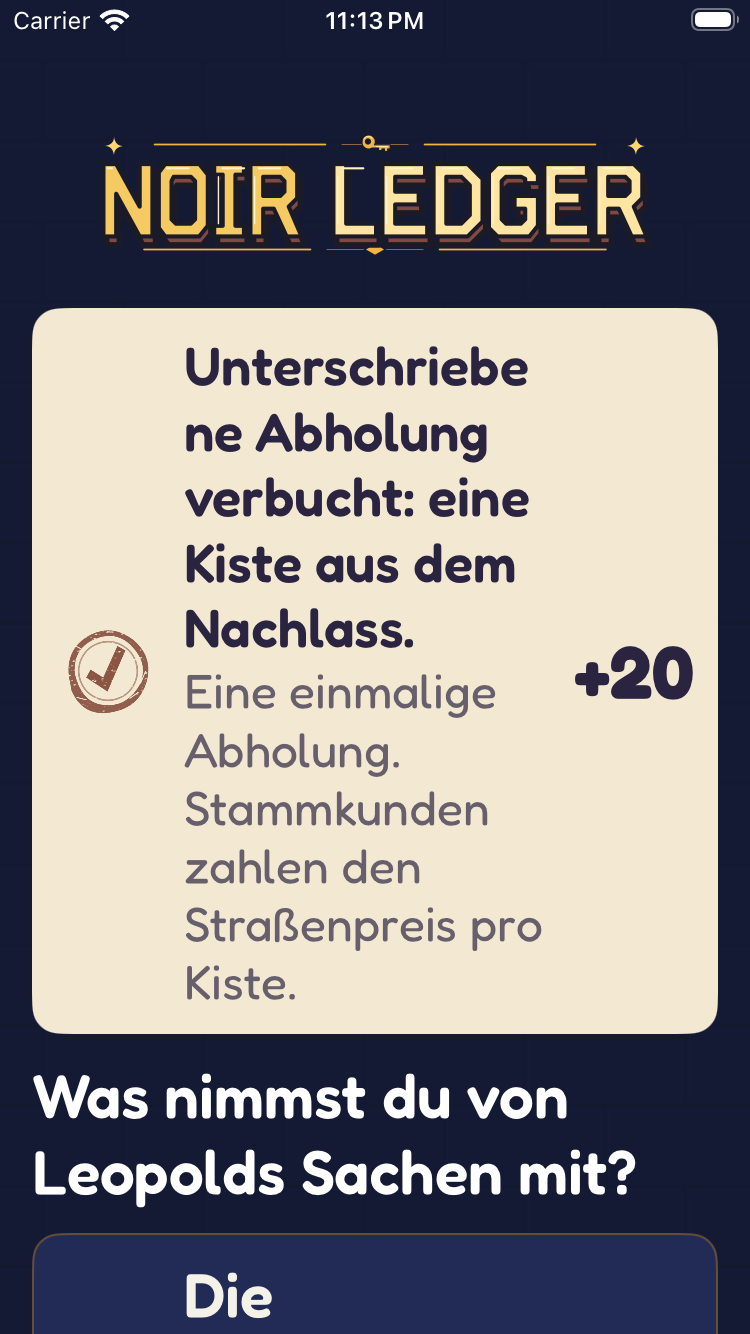 Carrier
11:13 PM
NOIR LEDGER
Unterschriebe
ne Abholung
verbucht: eine
Kiste aus dem
Nachlass.
Eine einmalige
Abholung.
Stammkunden
zahlen den
Straßenpreis pro
Kiste.
+20
Was nimmst du von
Leopolds Sachen mit?
Die